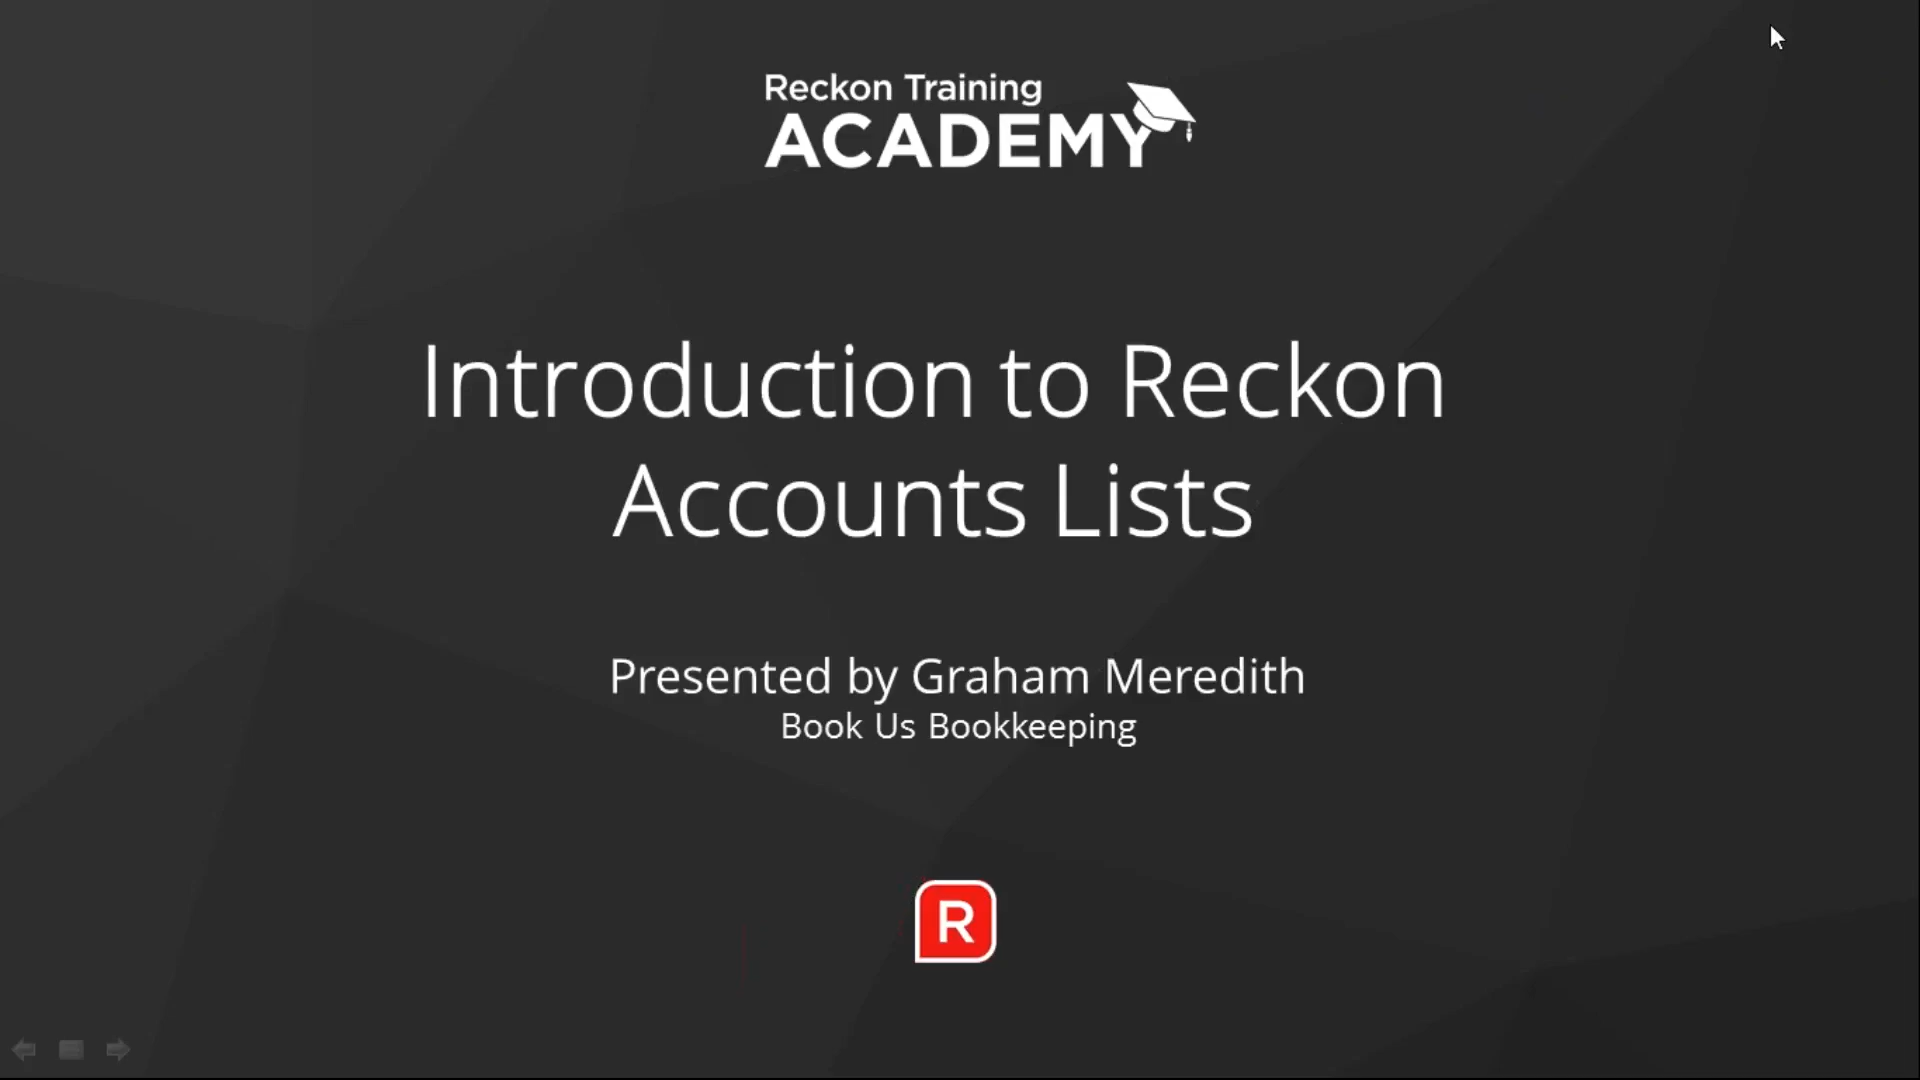 Reckon Training
ACADEMY
Introduction to Reckon
Accounts Lists
Presented by Graham Meredith
Book Us Bookkeeping
R